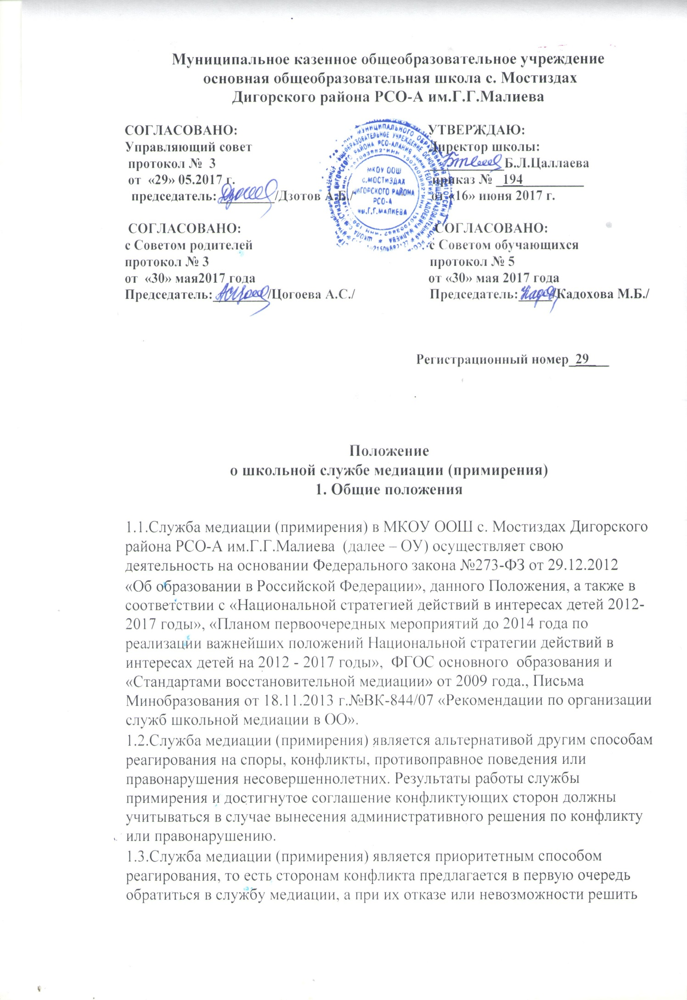 Муниципальное казенное общеобразовательное учреждение
основная общеобразовательная школа с. Мостиздах
Дигорского района РСО-А им.Г.Г.Малиева
СОГЛАСОВАНО:
Управляющий совет
протокол № 3
от «29» 05.2017 г.
председатель:________/Дзотов А.Б./
УТВЕРЖДАЮ:
Директор школы:
___________Б.Л.Цаллаева
приказ № _194_________
от «16» июня 2017 г.
МКОУ ООШ
с.МОСТИЗДАХ
ДИГОРСКОГО РАЙОНА
РСО-А
им.Г.Г.МАЛИЕВА
СОГЛАСОВАНО:
с Советом родителей
протокол № 3
от «30» мая2017 года
Председатель:________/Цогоева А.С./
СОГЛАСОВАНО:
с Советом обучающихся
протокол № 5
от «30» мая 2017 года
Председатель:_____/Кадохова М.Б./
Регистрационный номер_29___
Положение
о школьной службе медиации (примирения)
1. Общие положения
1.1.Служба медиации (примирения) в МКОУ ООШ с. Мостиздах Дигорского
района РСО-А им.Г.Г.Малиева (далее – ОУ) осуществляет свою
деятельность на основании Федерального закона №273-ФЗ от 29.12.2012
«Об образовании в Российской Федерации», данного Положения, а также в
соответствии с «Национальной стратегией действий в интересах детей 2012-
2017 годы», «Планом первоочередных мероприятий до 2014 года по
реализации важнейших положений Национальной стратегии действий в
интересах детей на 2012 - 2017 годы», ФГОС основного образования и
«Стандартами восстановительной медиации» от 2009 года., Письма
Минобразования от 18.11.2013 г.№ВК-844/07 «Рекомендации по организации
служб школьной медиации в ОО».
1.2.Служба медиации (примирения) является альтернативой другим способам
реагирования на споры, конфликты, противоправное поведения или
правонарушения несовершеннолетних. Результаты работы службы
примирения и достигнутое соглашение конфликтующих сторон должны
учитываться в случае вынесения административного решения по конфликту
или правонарушению.
1.3.Служба медиации (примирения) является приоритетным способом
реагирования, то есть сторонам конфликта предлагается в первую очередь
обратиться в службу медиации, а при их отказе или невозможности решить